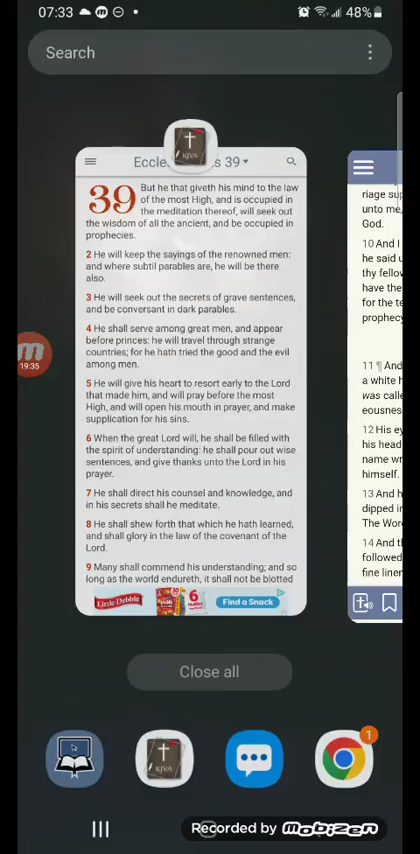 07:33
48%
Search
KJVA
39
39 But he that giveth his mind to the law
of the most High, and is occupied in
the meditation thereof, will seek out
the wisdom of all the ancient, and be occupied in
prophecies.
2 He will keep the sayings of the renowned men:
and where subtil parables are, he will be there
also.
3 He will seek out the secrets of grave sentences,
and be conversant in dark parables.
4 He shall serve among great men, and appear
before princes: he will travel through strange
countries; for he hath tried the good and the evil
among men.
5 He will give his heart to resort early to the Lord
that made him, and will pray before the most
High, and will open his mouth in prayer, and make
supplication for his sins.
6 When the great Lord will, he shall be filled with
the spirit of understanding: he shall pour out wise
sentences, and give thanks unto the Lord in his
prayer.
7 He shall direct his counsel and knowledge, and
in his secrets shall he meditate.
8 He shall shew forth that which he hath learned,
and shall glory in the law of the covenant of the
Lord.
9 Many shall commend his understanding; and so
long as the world endureth, it shall not be blotted
Little Debbie
6
Find a Snack
unto me,
God.
10 And I
he said u
thy fellow
have the
for the te
prophecy
11 ¶ And
a white h
was calle
eousness
12 His ey
his head
name wr
himself.
13 And h
dipped in
The Word
14 And th
followed
fine linen
19:35
Close all
KJVA
1
Recorded by mobizen